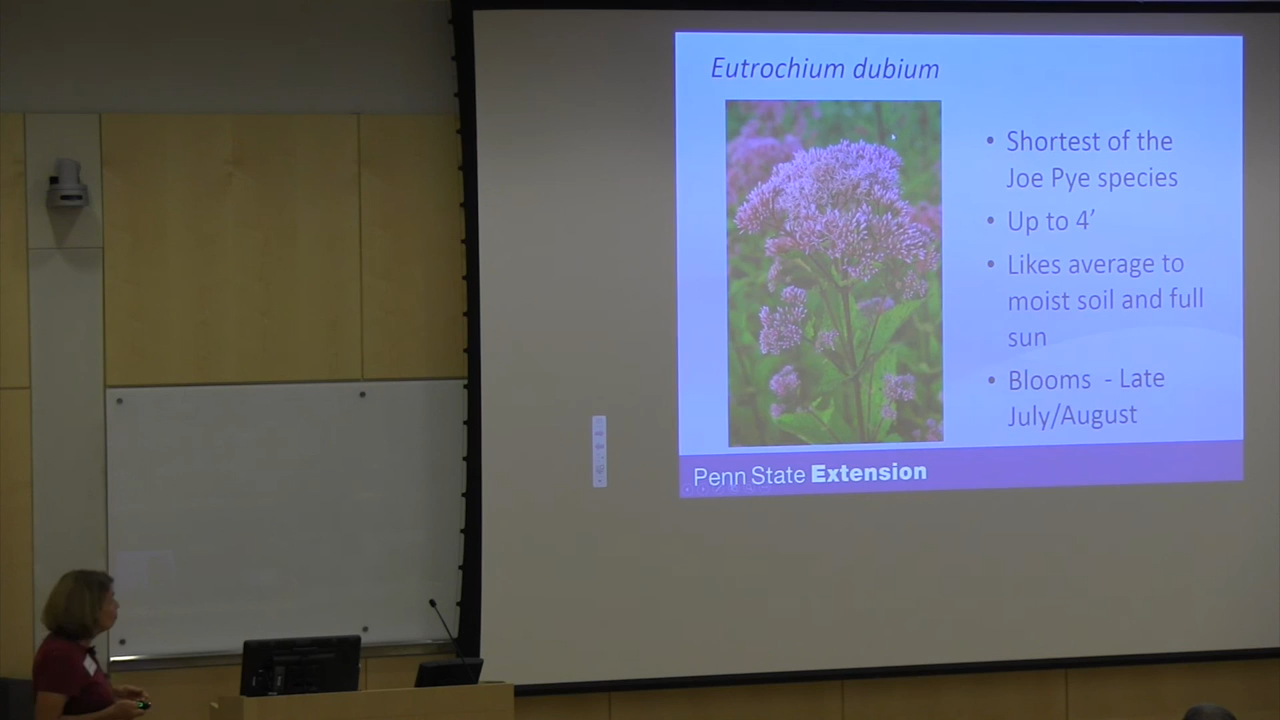 Eutrochium dubium
• Shortest of the
Joe Pye species
• Up to 4’
• Likes average to
moist soil and full
sun
• Blooms - Late
July/August
Penn State Extension